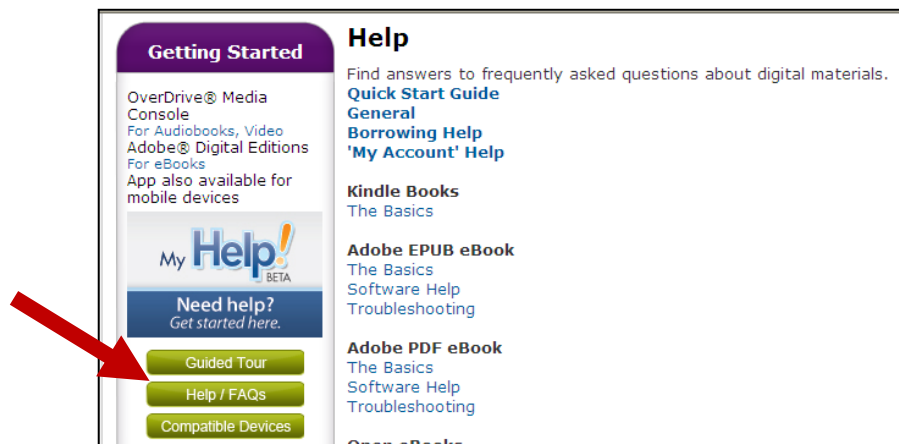 Getting Started
OverDrive® Media
Console
For Audiobooks, Video
Adobe® Digital Editions
For eBooks
App also available for
mobile devices
My Help!
BETA
Need help?
Get started here.
Guided Tour
Help / FAQs
Compatible Devices
Help
Find answers to frequently asked questions about digital materials.
Quick Start Guide
General
Borrowing Help
'My Account' Help
Kindle Books
The Basics
Adobe EPUB eBook
The Basics
Software Help
Troubleshooting
Adobe PDF eBook
The Basics
Software Help
Troubleshooting
Open eBooks